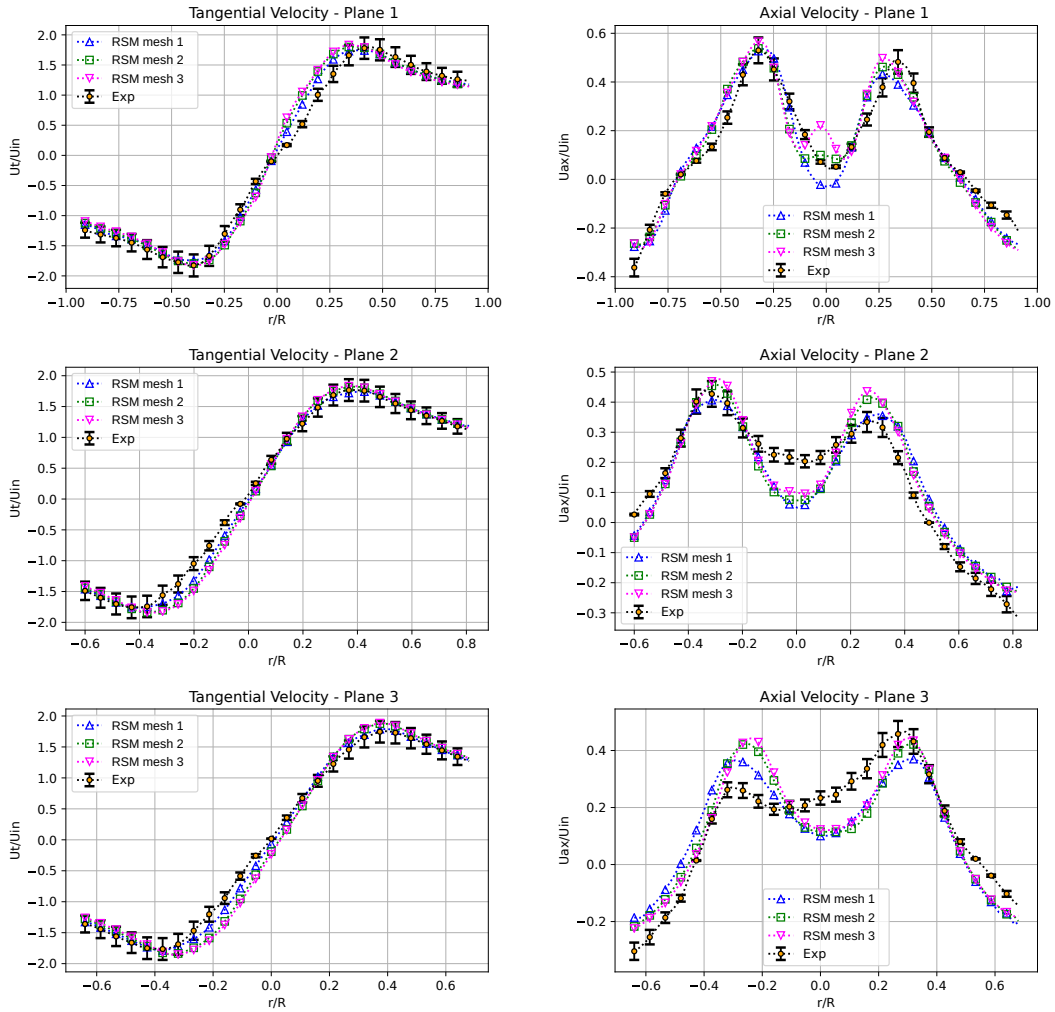 Tangential Velocity - Plane 1
Ut/Uin
2.0
1.5
1.0
0.5
0.0
−0.5
−1.0
−1.5
−2.0
RSM mesh 1
RSM mesh 2
RSM mesh 3
Exp
−1.00 −0.75 −0.50 −0.25 0.00 0.25 0.50 0.75 1.00
r/R
Axial Velocity - Plane 1
Uax/Uin
0.6
0.4
0.2
0.0
−0.2
−0.4
RSM mesh 1
RSM mesh 2
RSM mesh 3
Exp
−1.00 −0.75 −0.50 −0.25 0.00 0.25 0.50 0.75 1.00
r/R
Tangential Velocity - Plane 2
Ut/Uin
2.0
1.5
1.0
0.5
0.0
−0.5
−1.0
−1.5
−2.0
RSM mesh 1
RSM mesh 2
RSM mesh 3
Exp
−0.6 −0.4 −0.2 0.0 0.2 0.4 0.6 0.8
r/R
Axial Velocity - Plane 2
Uax/Uin
0.5
0.4
0.3
0.2
0.1
0.0
−0.1
−0.2
−0.3
RSM mesh 1
RSM mesh 2
RSM mesh 3
Exp
−0.6 −0.4 −0.2 0.0 0.2 0.4 0.6 0.8
r/R
Tangential Velocity - Plane 3
Ut/Uin
2.0
1.5
1.0
0.5
0.0
−0.5
−1.0
−1.5
−2.0
RSM mesh 1
RSM mesh 2
RSM mesh 3
Exp
−0.6 −0.4 −0.2 0.0 0.2 0.4 0.6
r/R
Axial Velocity - Plane 3
Uax/Uin
0.4
0.2
0.0
−0.2
RSM mesh 1
RSM mesh 2
RSM mesh 3
Exp
−0.6 −0.4 −0.2 0.0 0.2 0.4 0.6
r/R